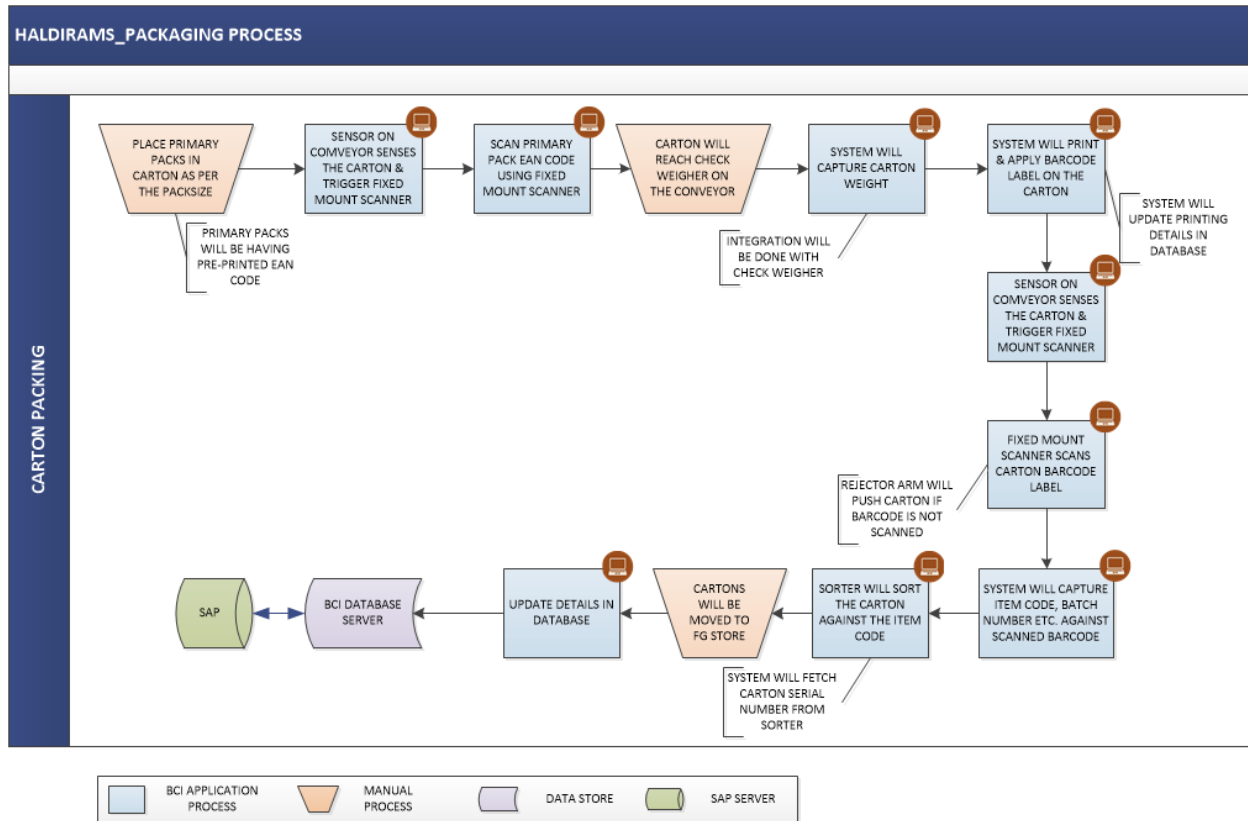 HALDIRAMS_PACKAGING PROCESS
CARTON PACKING
PLACE PRIMARY
PACKS IN
CARTON AS PER
THE PACKSIZE
PRIMARY PACKS
WILL BE HAVING
PRE-PRINTED EAN
CODE
SENSOR ON
COMVEYOR SENSES
THE CARTON &
TRIGGER FIXED
MOUNT SCANNER
SCAN PRIMARY
PACK EAN CODE
USING FIXED
MOUNT SCANNER
CARTON WILL
REACH CHECK
WEIGHER ON
THE CONVEYOR
SYSTEM WILL
CAPTURE CARTON
WEIGHT
INTEGRATION WILL
BE DONE WITH
CHECK WEIGHER
SYSTEM WILL PRINT
& APPLY BARCODE
LABEL ON THE
CARTON
SYSTEM WILL
UPDATE PRINTING
DETAILS IN
DATABASE
SENSOR ON
COMVEYOR SENSES
THE CARTON &
TRIGGER FIXED
MOUNT SCANNER
FIXED MOUNT
SCANNER SCANS
CARTON BARCODE
LABEL
REJECTOR ARM WILL
PUSH CARTON IF
BARCODE IS NOT
SCANNED
SYSTEM WILL CAPTURE
ITEM CODE, BATCH
NUMBER ETC. AGAINST
SCANNED BARCODE
SORTER WILL SORT
THE CARTON
AGAINST THE ITEM
CODE
SYSTEM WILL FETCH
CARTON SERIAL
NUMBER FROM
SORTER
CARTONS
WILL BE
MOVED TO
FG STORE
UPDATE DETAILS IN
DATABASE
BCI DATABASE
SERVER
SAP
BCI APPLICATION
PROCESS
MANUAL
PROCESS
DATA STORE
SAP SERVER